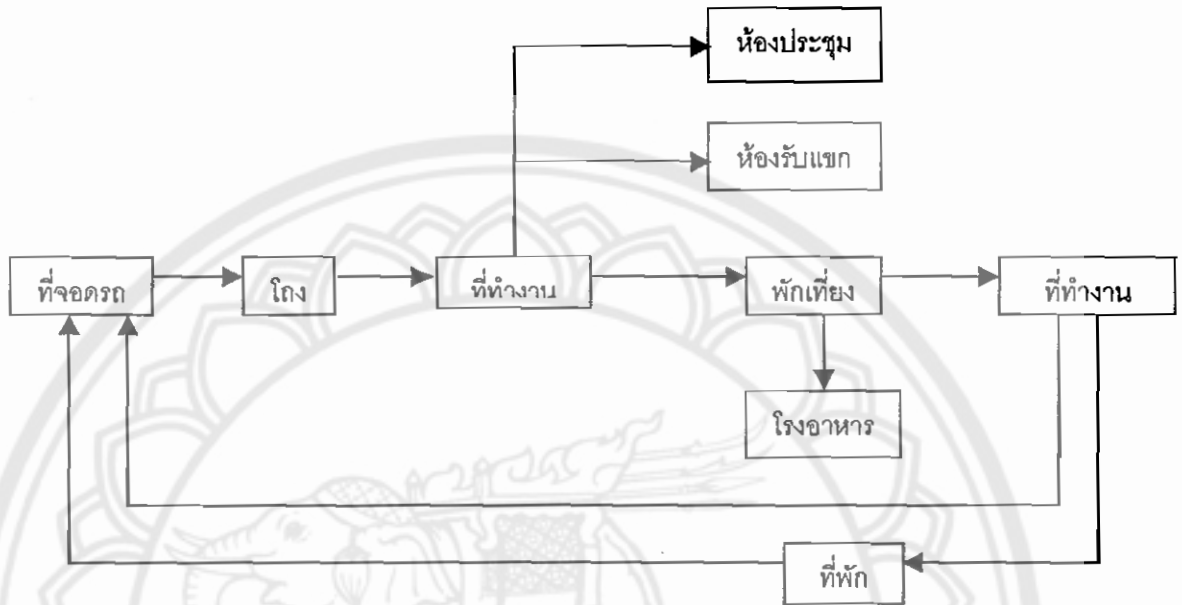 ห้องประชุม
ห้องรับแขก
ที่จอดรถ
โถง
ที่ทำงาน
พักเที่ยง
ที่ทำงาน
โรงอาหาร
ที่พัก